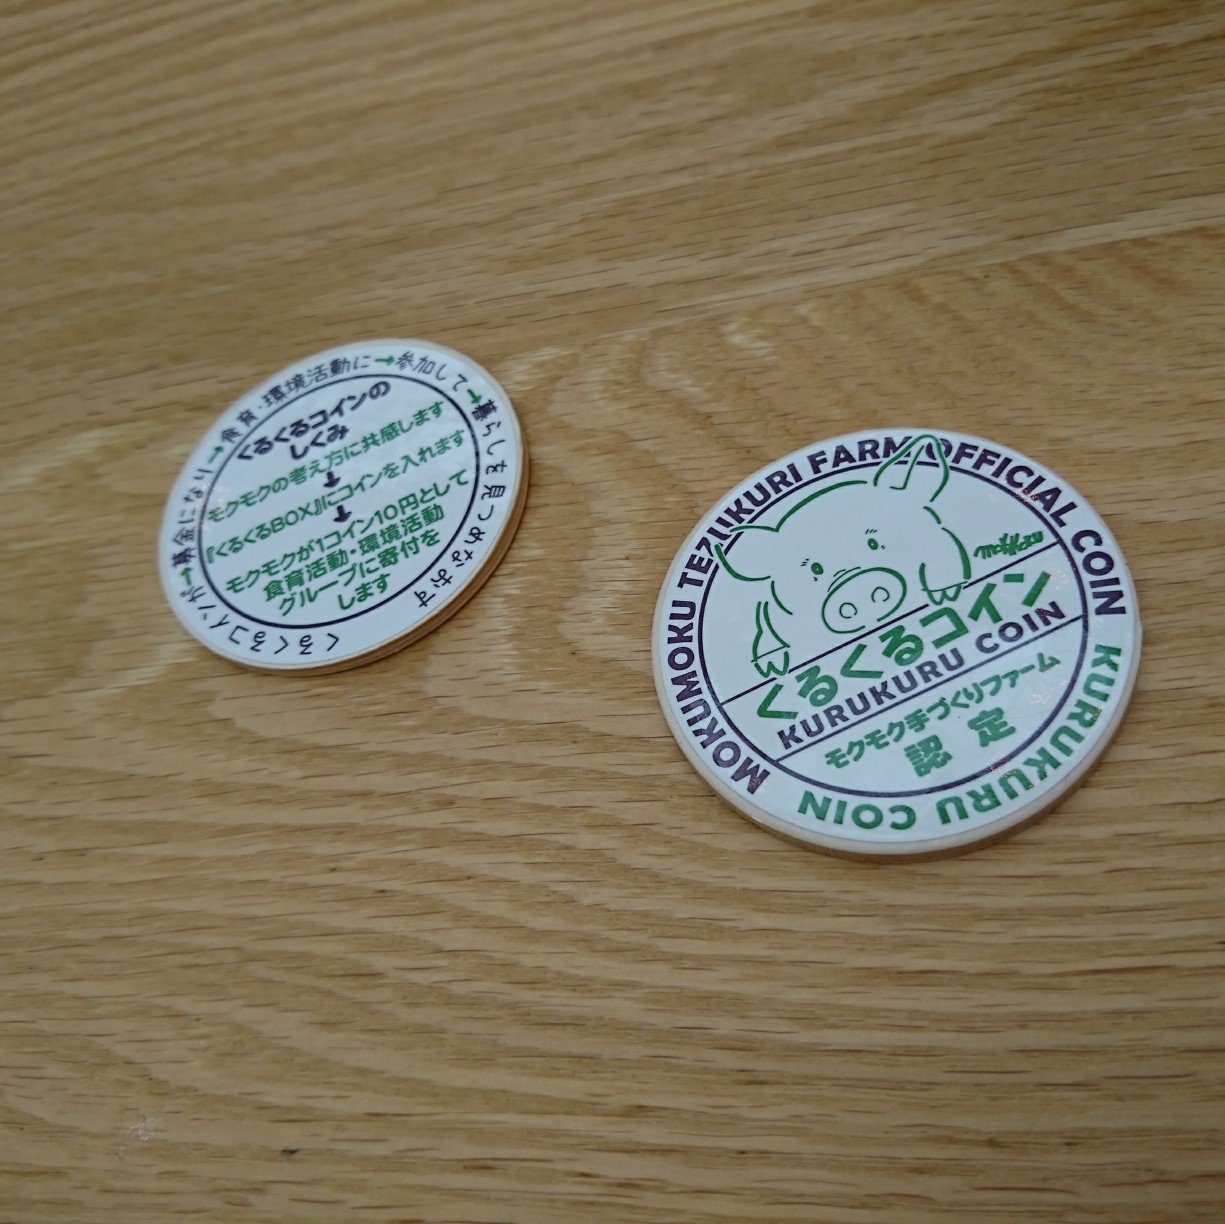 くるくるコインが→募金になり→食育・環境活動に→参加して→暮らしを見つめなおす
くるくるコインの
しくみ
モクモクの考え方に共感します
↓
『くるくるBOX』にコインを入れます
↓
モクモクが1コイン10円として
食育活動・環境活動
グループに寄付を
します
MOKUMOKU TEZUKURI FARM OFFICIAL COIN
くるくるコイン
KURUKURU COIN
モクモク手づくりファーム
認定
KURUKURU COIN